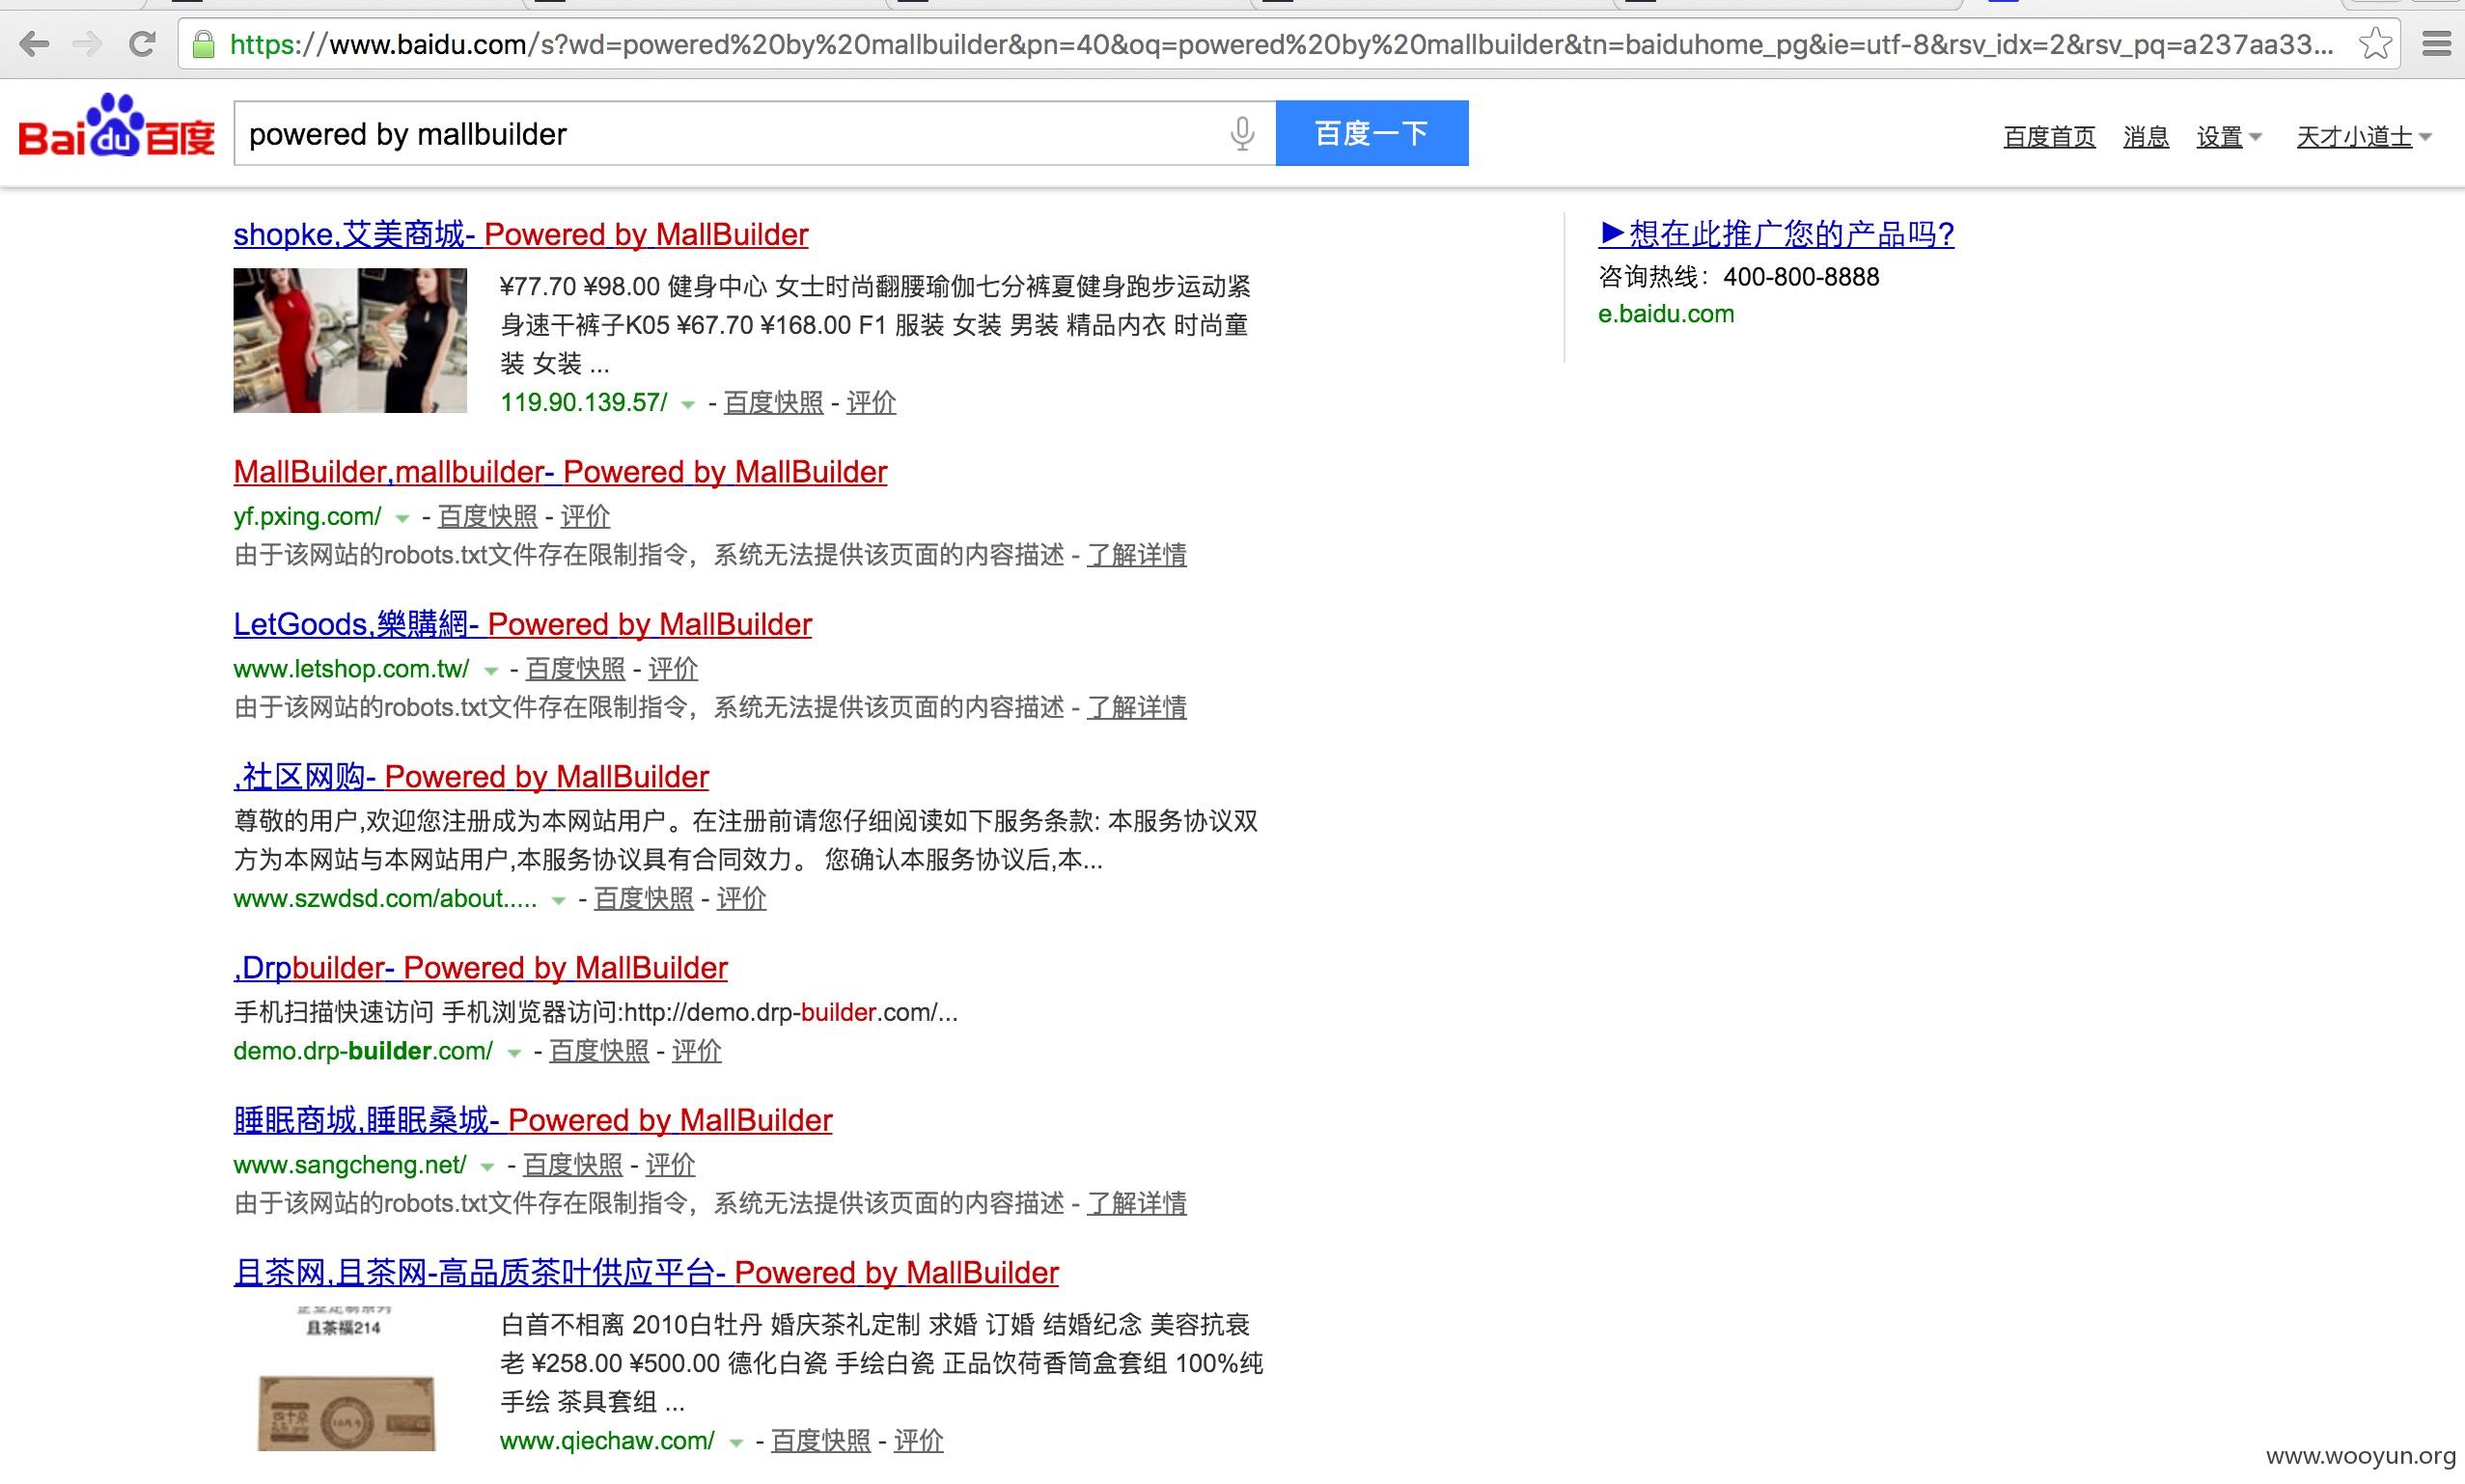 https://www.baidu.com/s?wd=powered%20by%20mallbuilder&pn=40&oq=powered%20by%20mallbuilder&tn=baiduhome_pg&ie=utf-8&rsv_idx=2&rsv_pq=a237aa33...
Bai du 百度
powered by mallbuilder
百度一下
百度首页 消息 设置 天才小道士
shopke,艾美商城- Powered by MallBuilder
¥77.70 ¥98.00 健身中心 女士时尚翻腰瑜伽七分裤夏健身跑步运动紧
身速干裤子K05 ¥67.70 ¥168.00 F1 服装 女装 男装 精品内衣 时尚童
装 女装 ...
119.90.139.57/ - 百度快照 - 评价
MallBuilder,mallbuilder- Powered by MallBuilder
yf.pxing.com/ - 百度快照 - 评价
由于该网站的robots.txt文件存在限制指令，系统无法提供该页面的内容描述 - 了解详情
LetGoods,樂購網- Powered by MallBuilder
www.letshop.com.tw/ - 百度快照 - 评价
由于该网站的robots.txt文件存在限制指令，系统无法提供该页面的内容描述 - 了解详情
,社区网购- Powered by MallBuilder
尊敬的用户,欢迎您注册成为本网站用户。在注册前请您仔细阅读如下服务条款: 本服务协议双
方为本网站与本网站用户,本服务协议具有合同效力。 您确认本服务协议后,本...
www.szwdsd.com/about..... - 百度快照 - 评价
,Drpbuilder- Powered by MallBuilder
手机扫描快速访问 手机浏览器访问:http://demo.drp-builder.com/...
demo.drp-builder.com/ - 百度快照 - 评价
睡眠商城,睡眠桑城- Powered by MallBuilder
www.sangcheng.net/ - 百度快照 - 评价
由于该网站的robots.txt文件存在限制指令，系统无法提供该页面的内容描述 - 了解详情
且茶网,且茶网-高品质茶叶供应平台- Powered by MallBuilder
且茶福214
白首不相离 2010白牡丹 婚庆茶礼定制 求婚 订婚 结婚纪念 美容抗衰
老 ¥258.00 ¥500.00 德化白瓷 手绘白瓷 正品饮荷香筒盒套组 100%纯
手绘 茶具套组 ...
www.qiechaw.com/ - 百度快照 - 评价
►想在此推广您的产品吗?
咨询热线：400-800-8888
e.baidu.com
www.wooyun.org